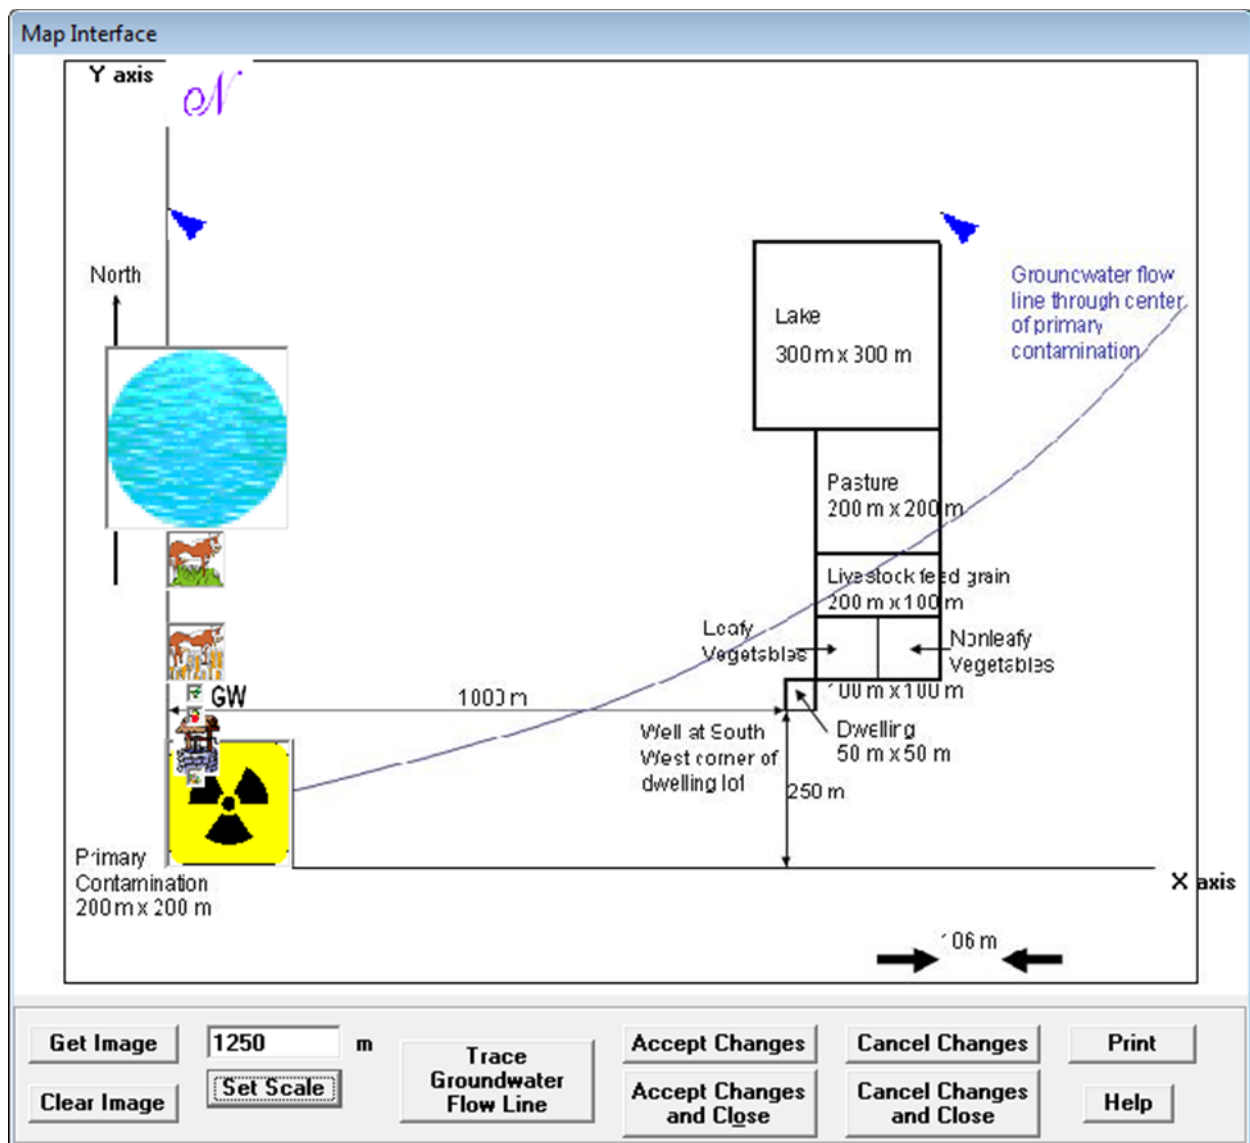 Map Interface
Y axis
N
North
Groundwater flow
line through center
of primary
contamination
Lake
300 m x 300 m
Pasture
200 m x 200 m
Livestock feed grain
200 m x 100 m
Leafy
Vegetables
Nonleafy
Vegetables
100 m x 100 m
GW
1000 m
Well at South
West corner of
dwelling lot
Dwelling
50 m x 50 m
250 m
Primary
Contamination
200 m x 200 m
X axis
106 m
Get Image
1250 m
Trace
Groundwater
Flow Line
Accept Changes
Cancel Changes
Print
Clear Image
Set Scale
Accept Changes
and Close
Cancel Changes
and Close
Help